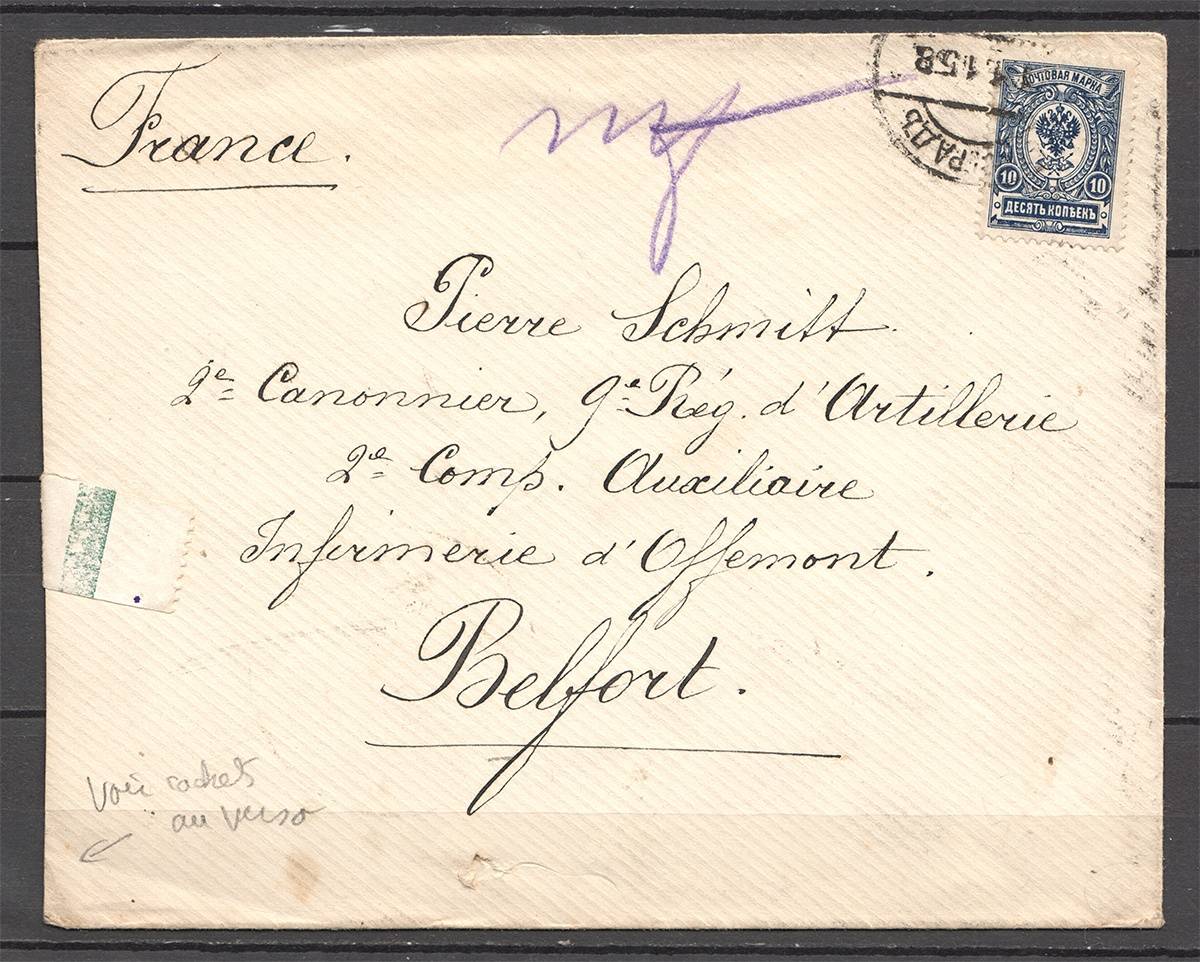 France.
ПОЧТОВАЯ МАРКА
10 10
ДЕСЯТЬ КОПѢЕКЪ
Pierre Schmitt
2e Canonnier, 9e Rég. d'Artillerie
2e Comp. Auxiliaire
Infirmerie d'Offemont.
Belfort.
Voir cachets
au verso